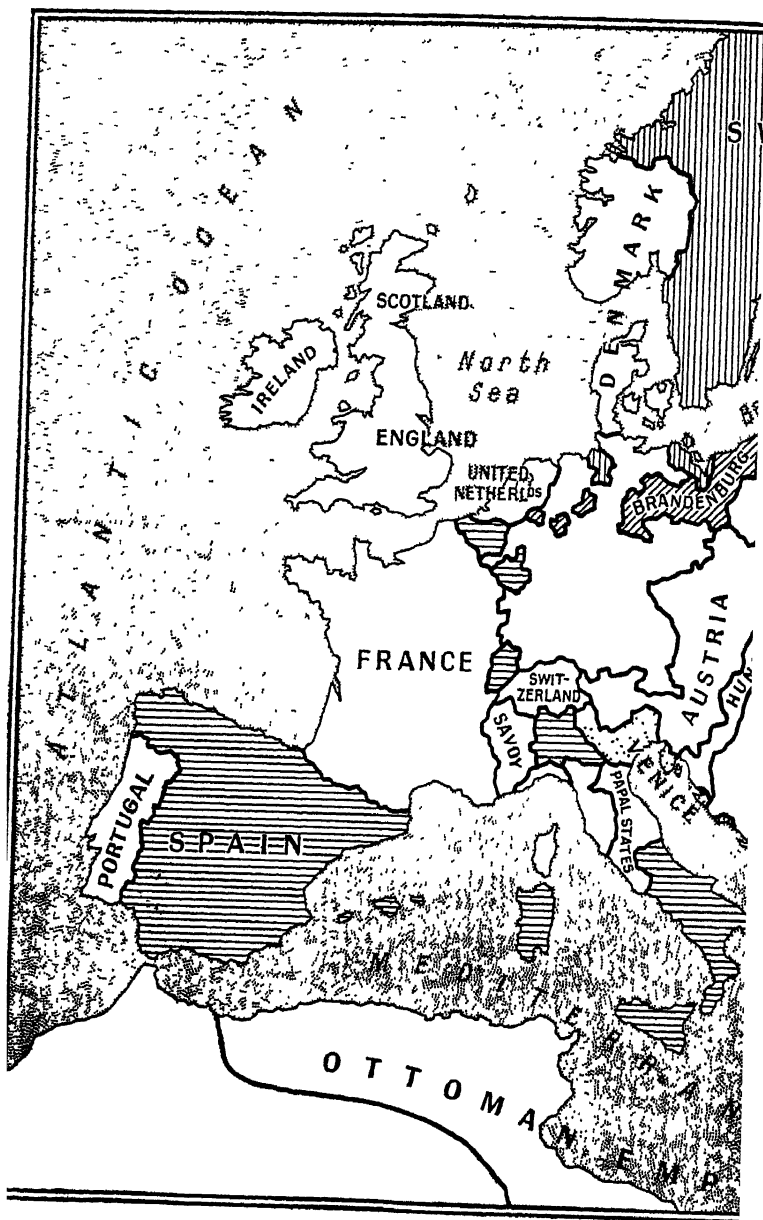 ATLANTIC OCEAN
S
DENMARK
SCOTLAND
IRELAND
North
Sea
ENGLAND
UNITED
NETHERLDS
BRANDENBURG
FRANCE
SWIT-
ZERLAND
AUSTRIA
HUN
SAVOY
VENICE
PAPAL STATES
PORTUGAL
SPAIN
MEDITERRAN
OTTOMAN EMP